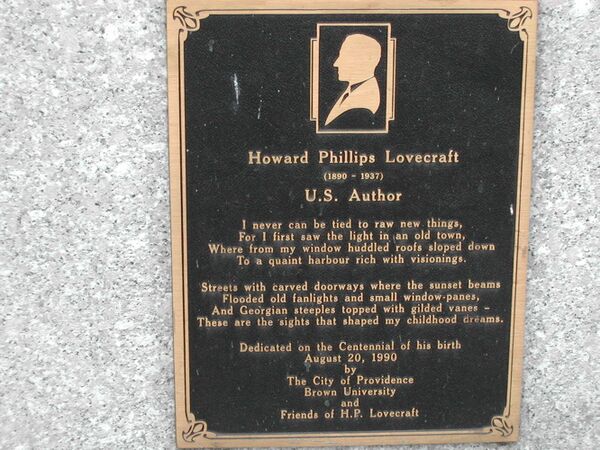 Howard Phillips Lovecraft
(1890 - 1937)
U.S. Author
I never can be tied to raw new things,
For I first saw the light in an old town,
Where from my window huddled roofs sloped down
To a quaint harbour rich with visionings.
Streets with carved doorways where the sunset beams
Flooded old fanlights and small window-panes,
And Georgian steeples topped with gilded vanes –
These are the sights that shaped my childhood dreams.
Dedicated on the Centennial of his birth
August 20, 1990
by
The City of Providence
Brown University
and
Friends of H.P. Lovecraft